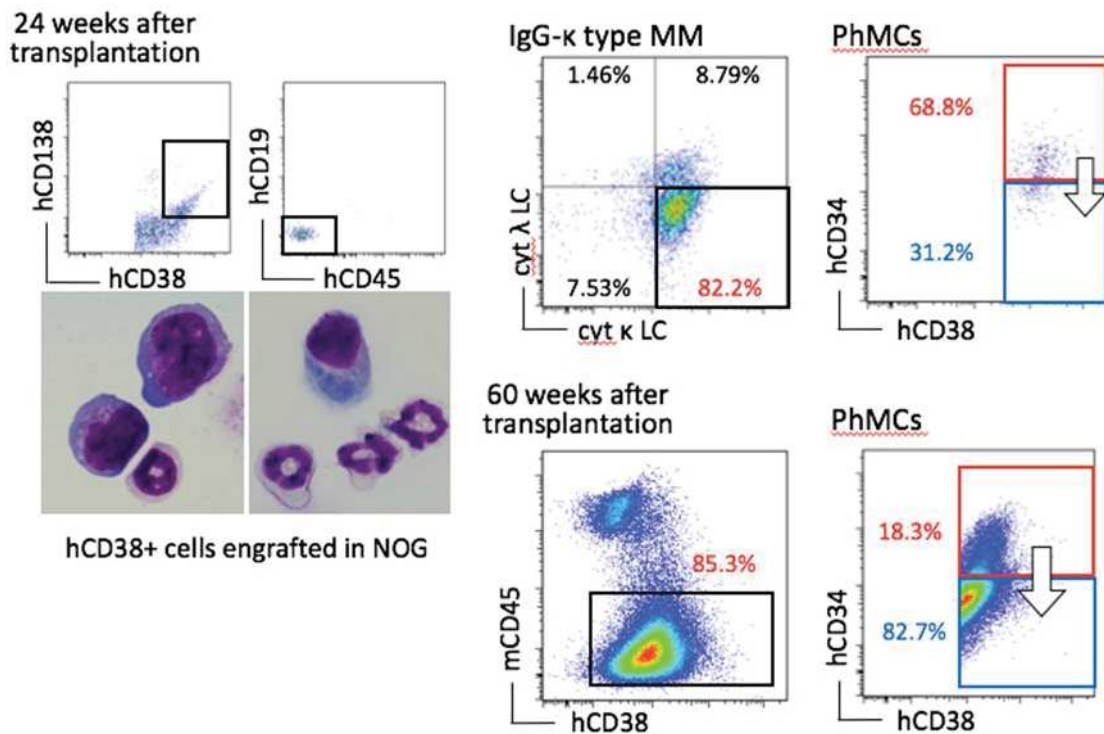 24 weeks after
transplantation
hCD138
hCD38
hCD19
hCD45
hCD38+ cells engrafted in NOG
IgG-κ type MM
1.46%
8.79%
7.53%
82.2%
cyt λ LC
cyt κ LC
PhMCs
68.8%
31.2%
hCD34
hCD38
60 weeks after
transplantation
85.3%
mCD45
hCD38
PhMCs
18.3%
82.7%
hCD34
hCD38